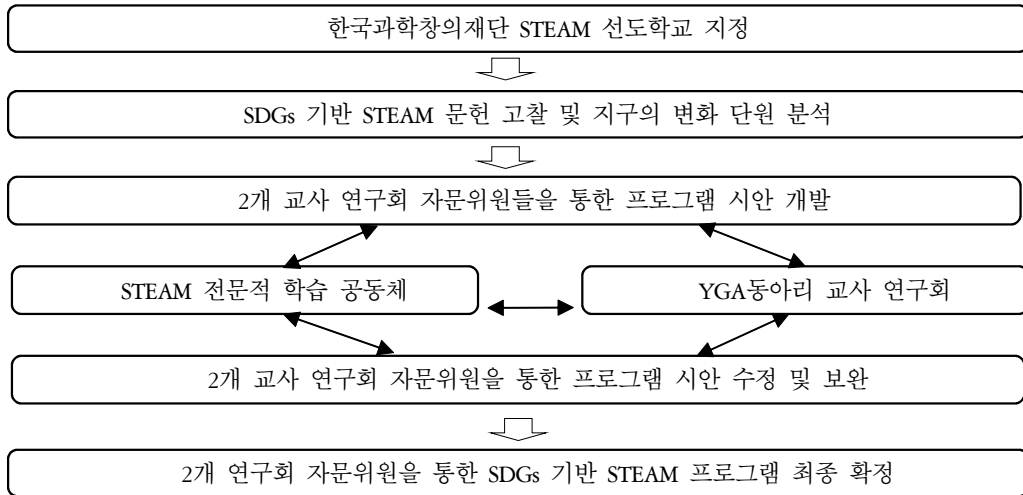 한국과학창의재단 STEAM 선도학교 지정
SDGs 기반 STEAM 문헌 고찰 및 지구의 변화 단원 분석
2개 교사 연구회 자문위원들을 통한 프로그램 시안 개발
STEAM 전문적 학습 공동체
YGA동아리 교사 연구회
2개 교사 연구회 자문위원을 통한 프로그램 시안 수정 및 보완
2개 연구회 자문위원을 통한 SDGs 기반 STEAM 프로그램 최종 확정